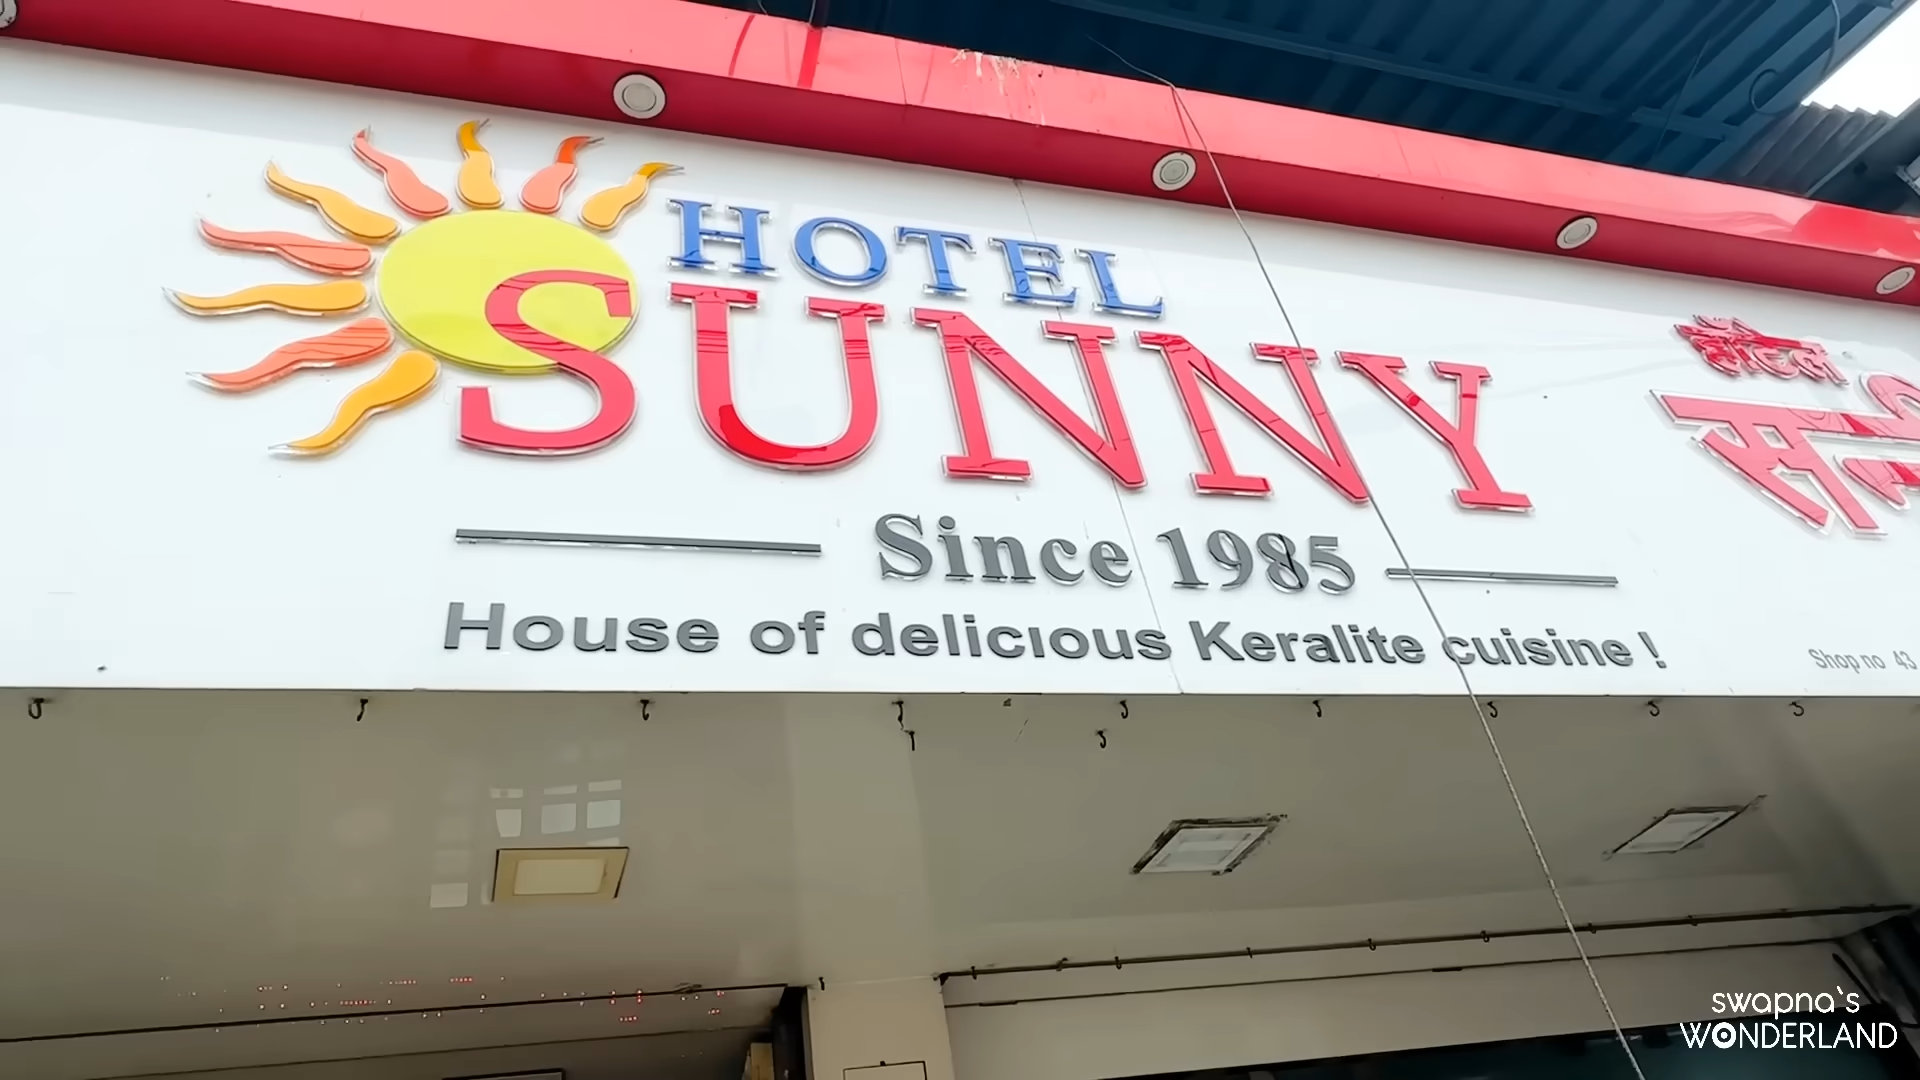 HOTEL
SUNNY
Since 1985
House of delicious Keralite cuisine !
हॉटेल
Shop no 43
swapna`s
WONDERLAND